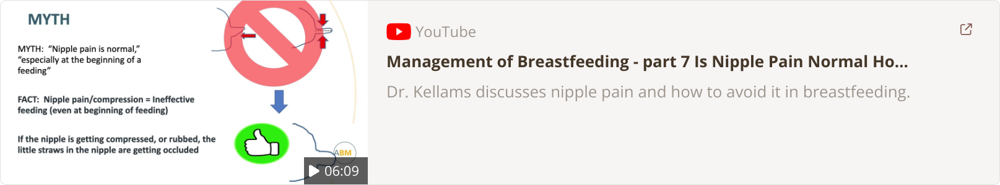 MYTH
MYTH:  “Nipple pain is normal,”
“especially at the beginning of a
feeding”
FACT:  Nipple pain/compression = Ineffective
feeding (even at beginning of feeding)
If the nipple is getting compressed, or rubbed, the
little straws in the nipple are getting occluded
ABM
06:09
YouTube
Management of Breastfeeding - part 7 Is Nipple Pain Normal Ho...
Dr. Kellams discusses nipple pain and how to avoid it in breastfeeding.